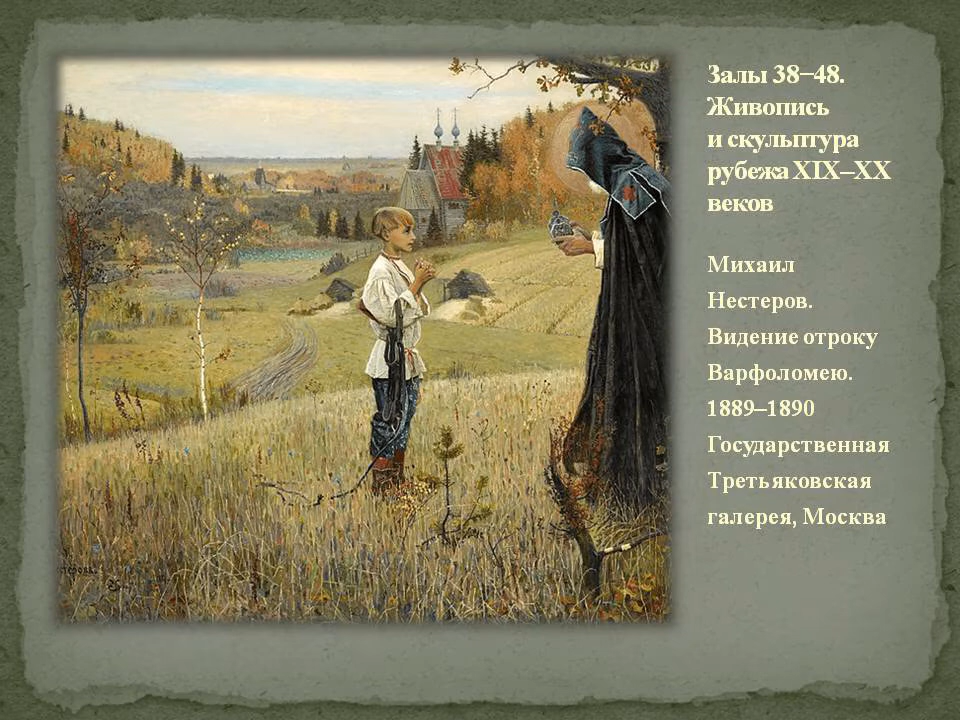 Залы 38–48.
Живопись
и скульптура
рубежа XIX–XX
веков
Михаил
Нестеров.
Видение отроку
Варфоломею.
1889–1890
Государственная
Третьяковская
галерея, Москва